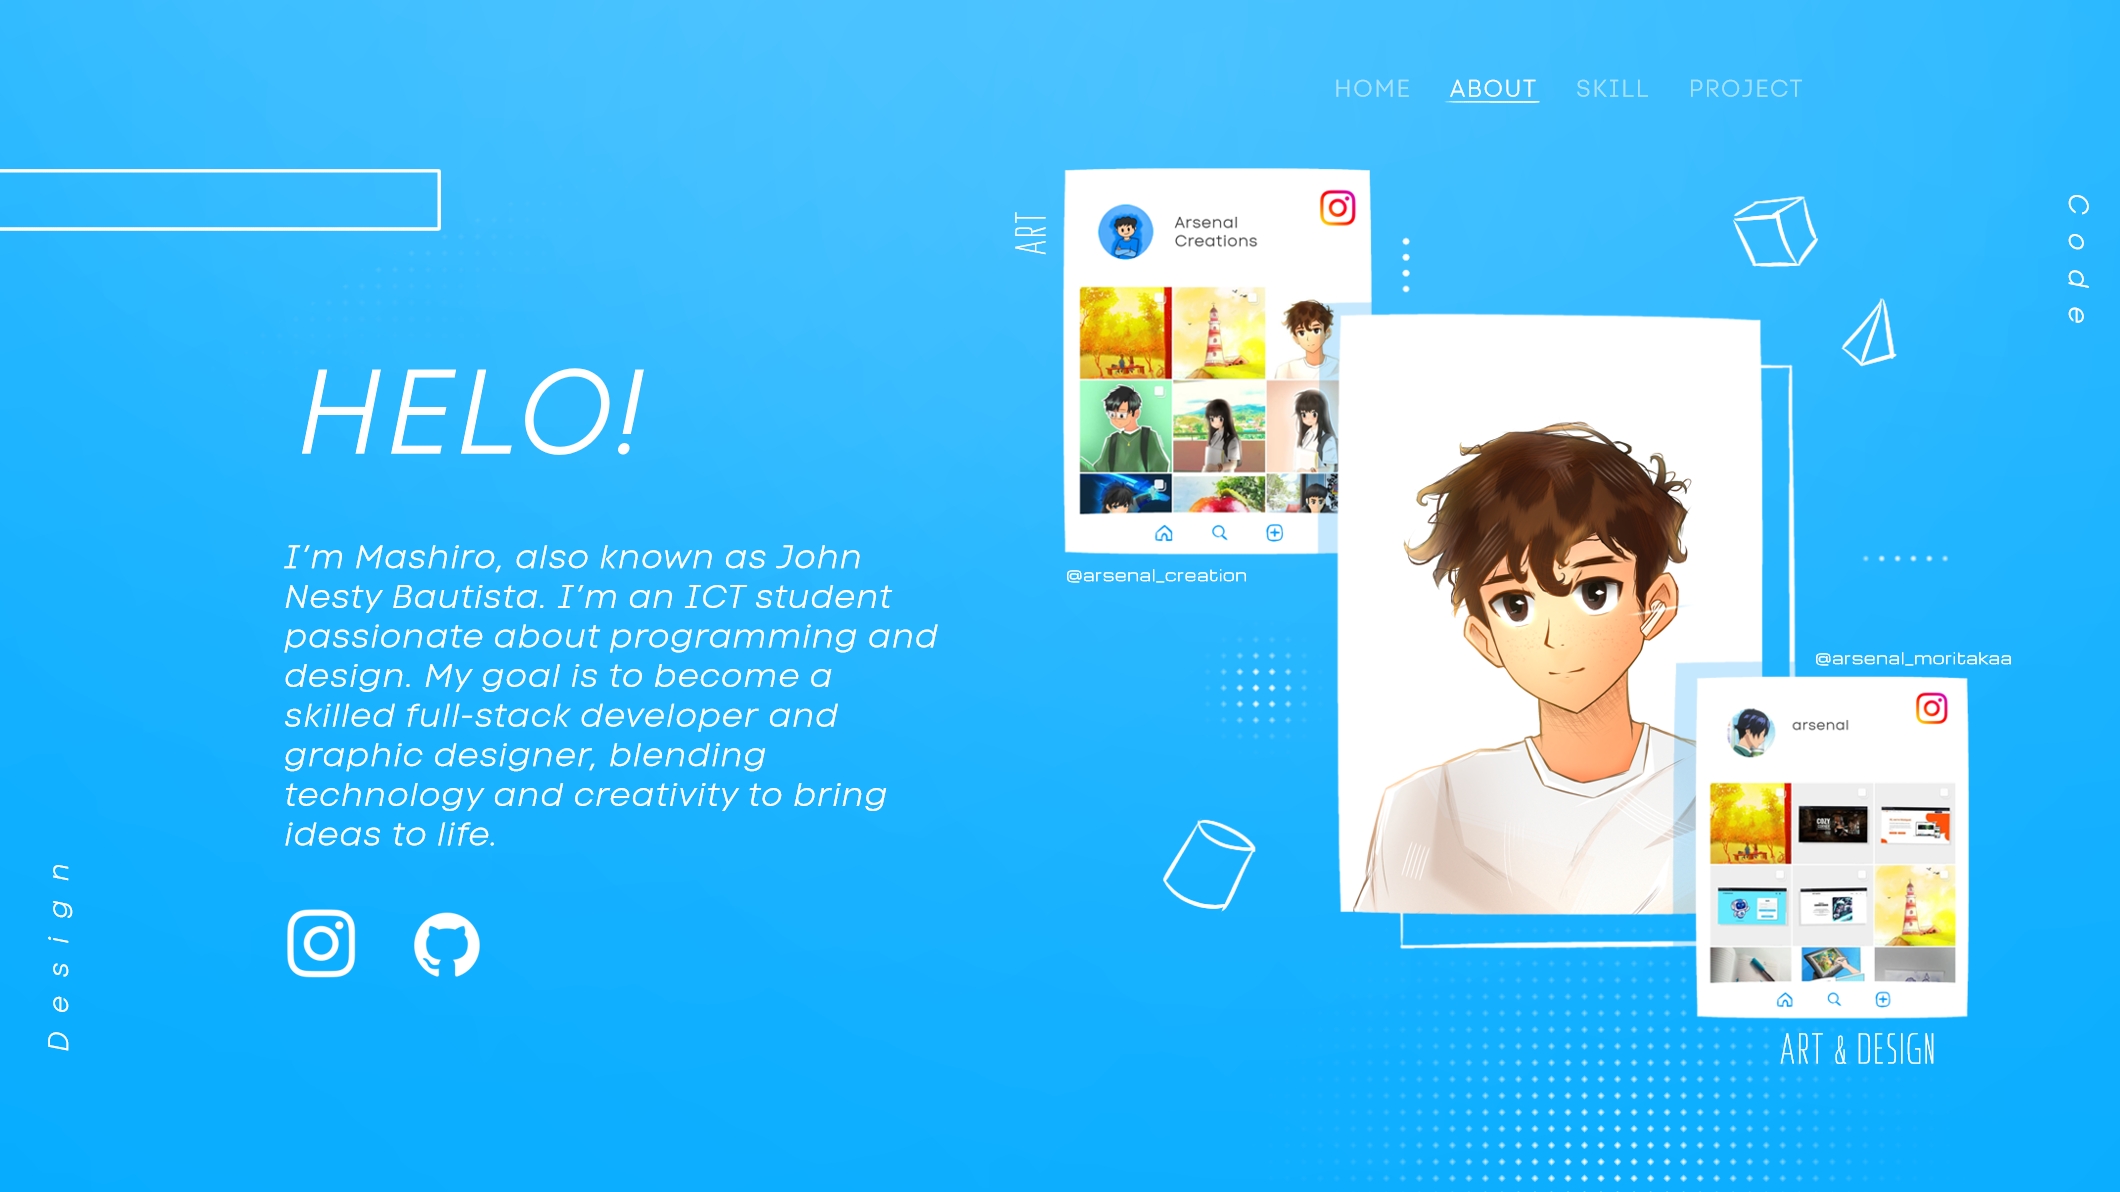 HOME ABOUT SKILL PROJECT
HELO!
I'm Mashiro, also known as John
Nesty Bautista. I'm an ICT student
passionate about programming and
design. My goal is to become a
skilled full-stack developer and
graphic designer, blending
technology and creativity to bring
ideas to life.
Design
ART
Arsenal
Creations
@arsenal_creation
Code
@arsenal_moritakaa
arsenal
COZY
ART & DESIGN